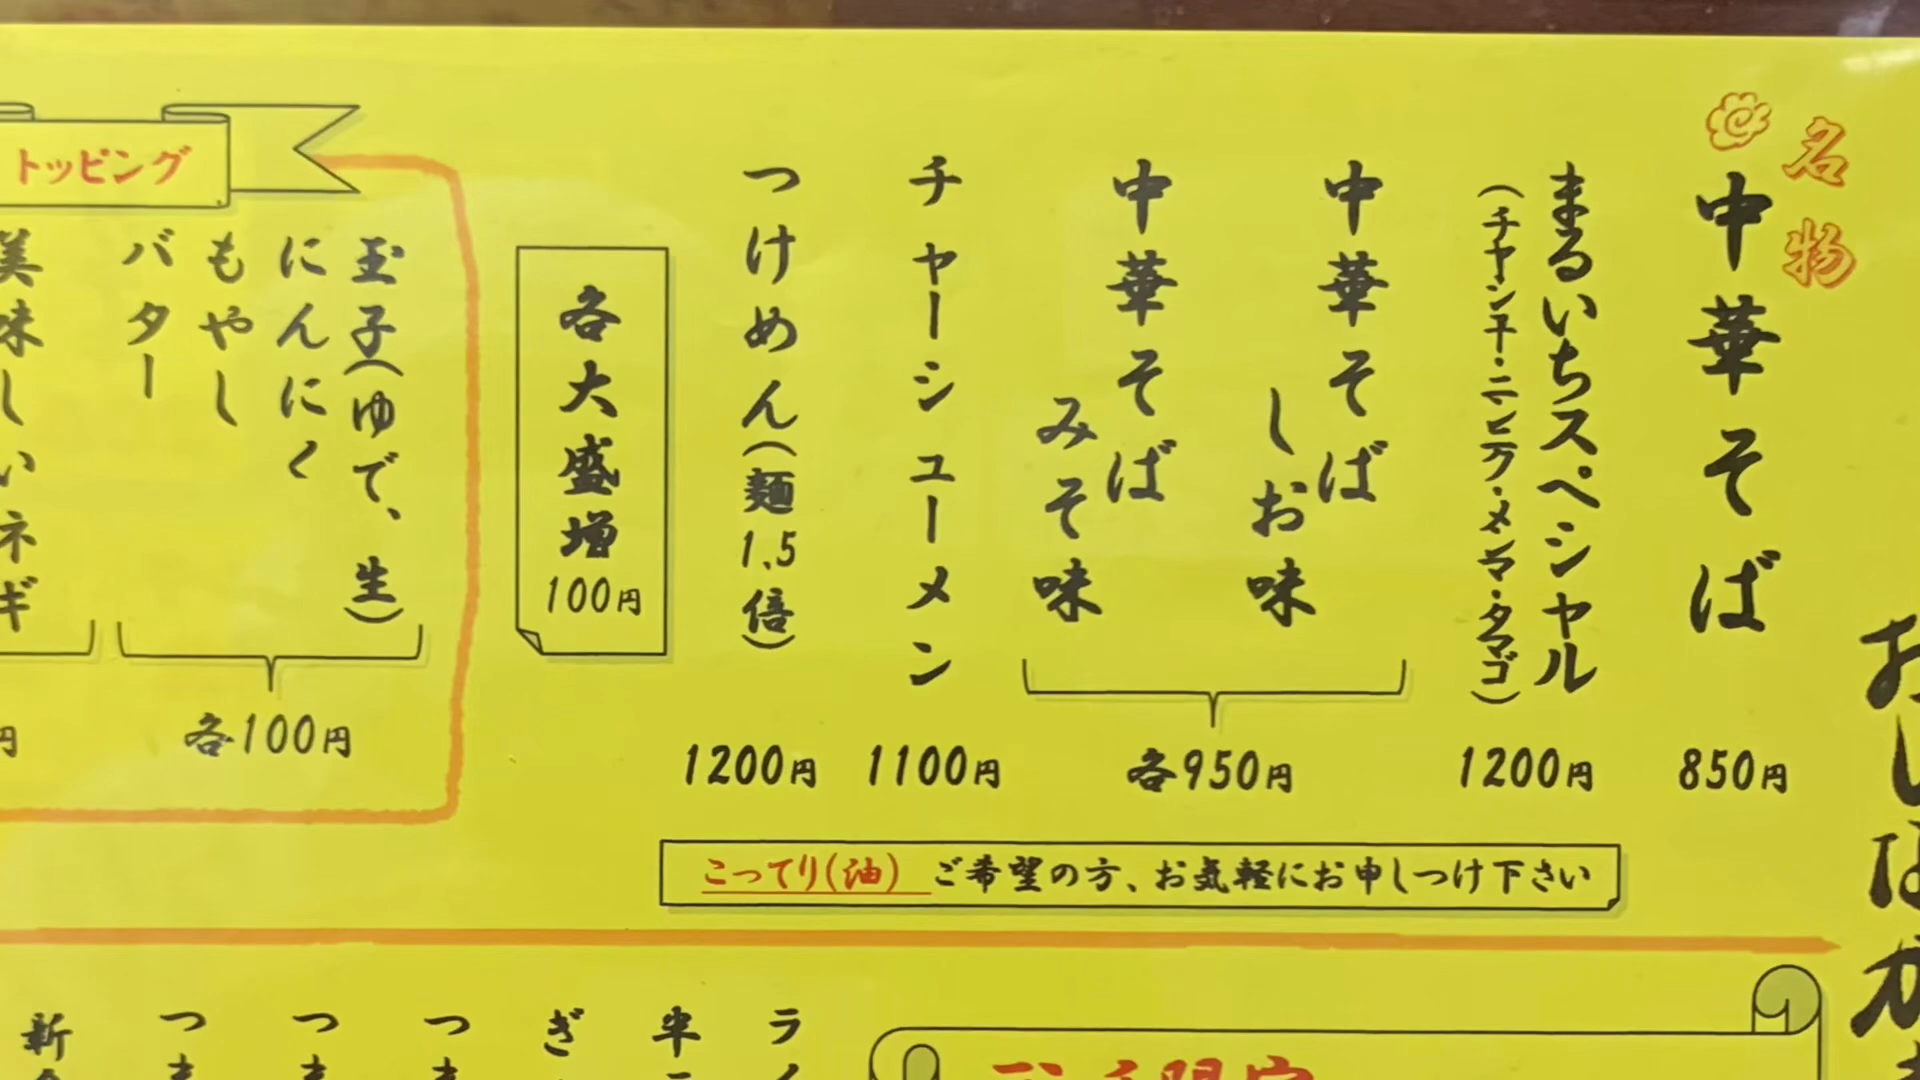 名物
中華そば
850円
まるいちスペシャル
(チャーシュー・ニンニク・メンマ・タマゴ)
1200円
中華そば
しお味
中華そば
みそ味
各950円
チャーシューメン
1100円
つけめん(麺1.5倍)
1200円
各大盛増
100円
トッピング
玉子(ゆで、生)
にんにく
もやし
バター
各100円
美味しいネギ
円
こってり(油) ご希望の方、お気軽にお申しつけ下さい